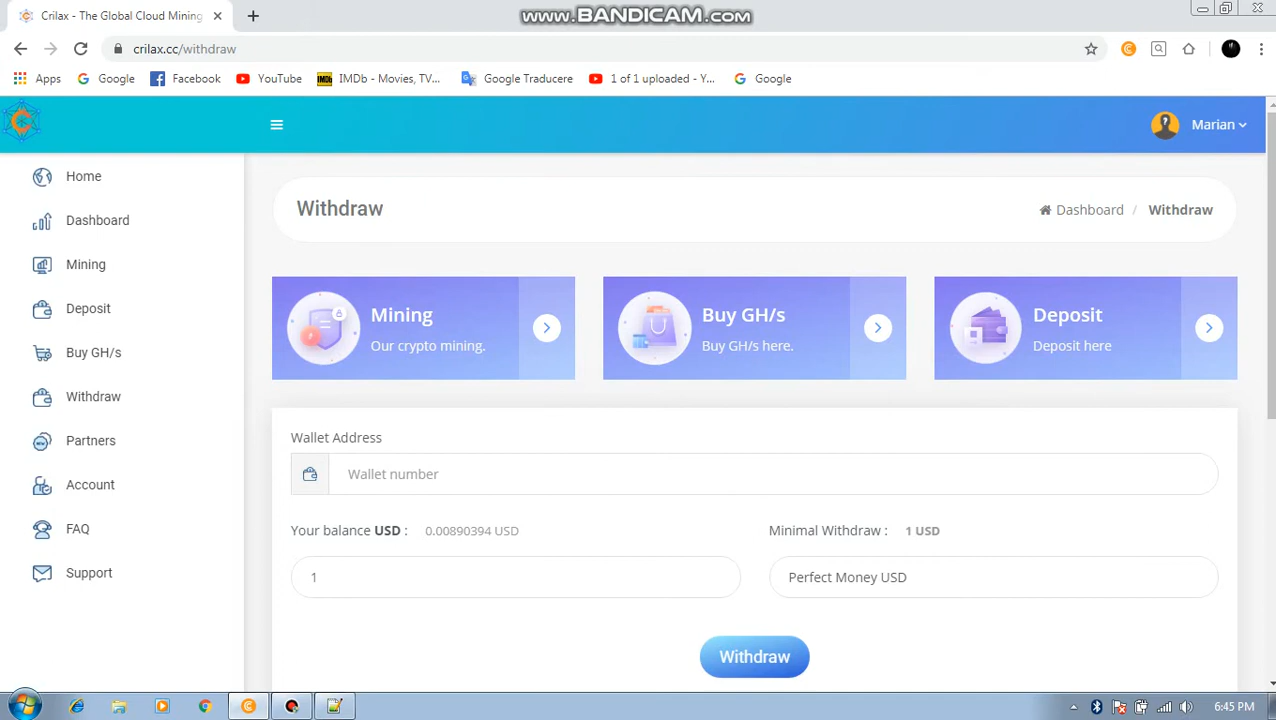 Crilax - The Global Cloud Mining
www.BANDICAM.com
crilax.cc/withdraw
Apps Google Facebook YouTube IMDb - Movies, TV... Google Traducere 1 of 1 uploaded - Y... Google
Marian
Home
Dashboard
Mining
Deposit
Buy GH/s
Withdraw
Partners
Account
FAQ
Support
Withdraw
Dashboard / Withdraw
Mining
Our crypto mining.
Buy GH/s
Buy GH/s here.
Deposit
Deposit here
Wallet Address
Wallet number
Your balance USD : 0.00890394 USD
Minimal Withdraw : 1 USD
1
Perfect Money USD
Withdraw
6:45 PM